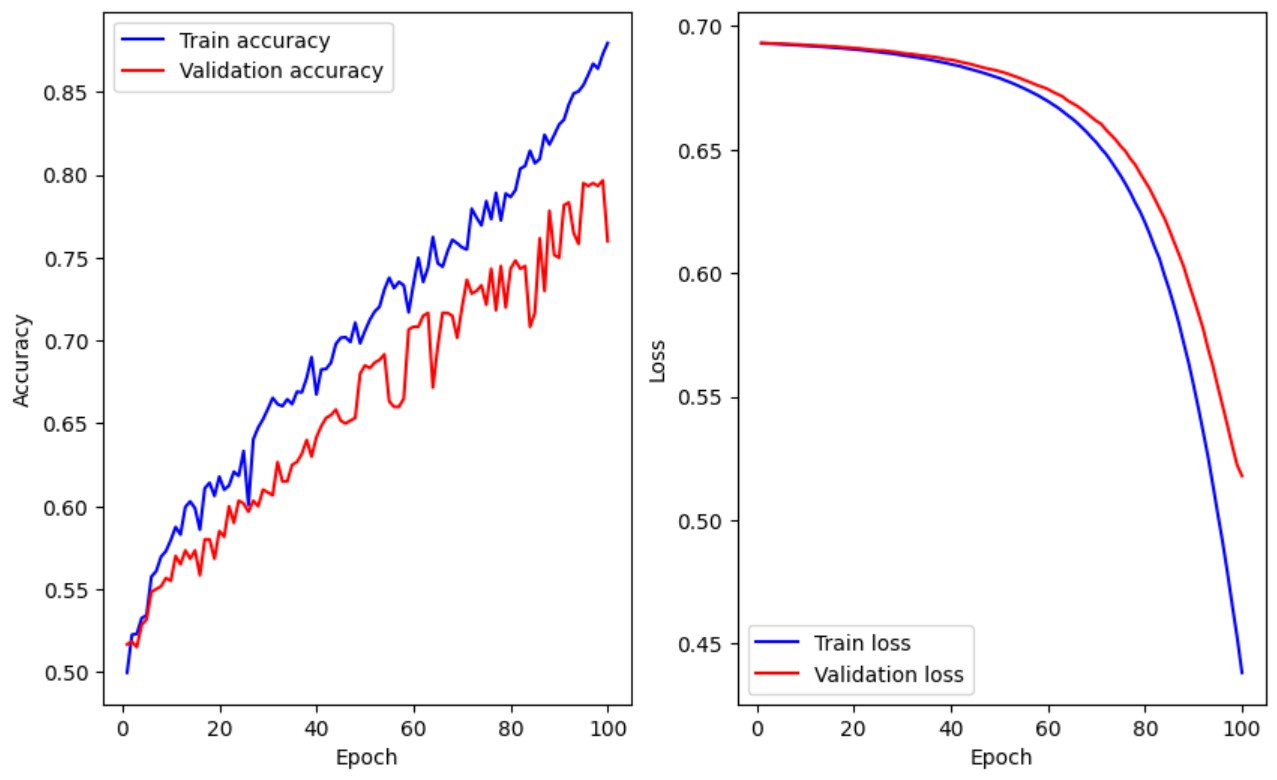 Train accuracy
Validation accuracy
Accuracy
0.85
0.80
0.75
0.70
0.65
0.60
0.55
0.50
0 20 40 60 80 100
Epoch
Loss
0.70
0.65
0.60
0.55
0.50
0.45
Train loss
Validation loss
0 20 40 60 80 100
Epoch